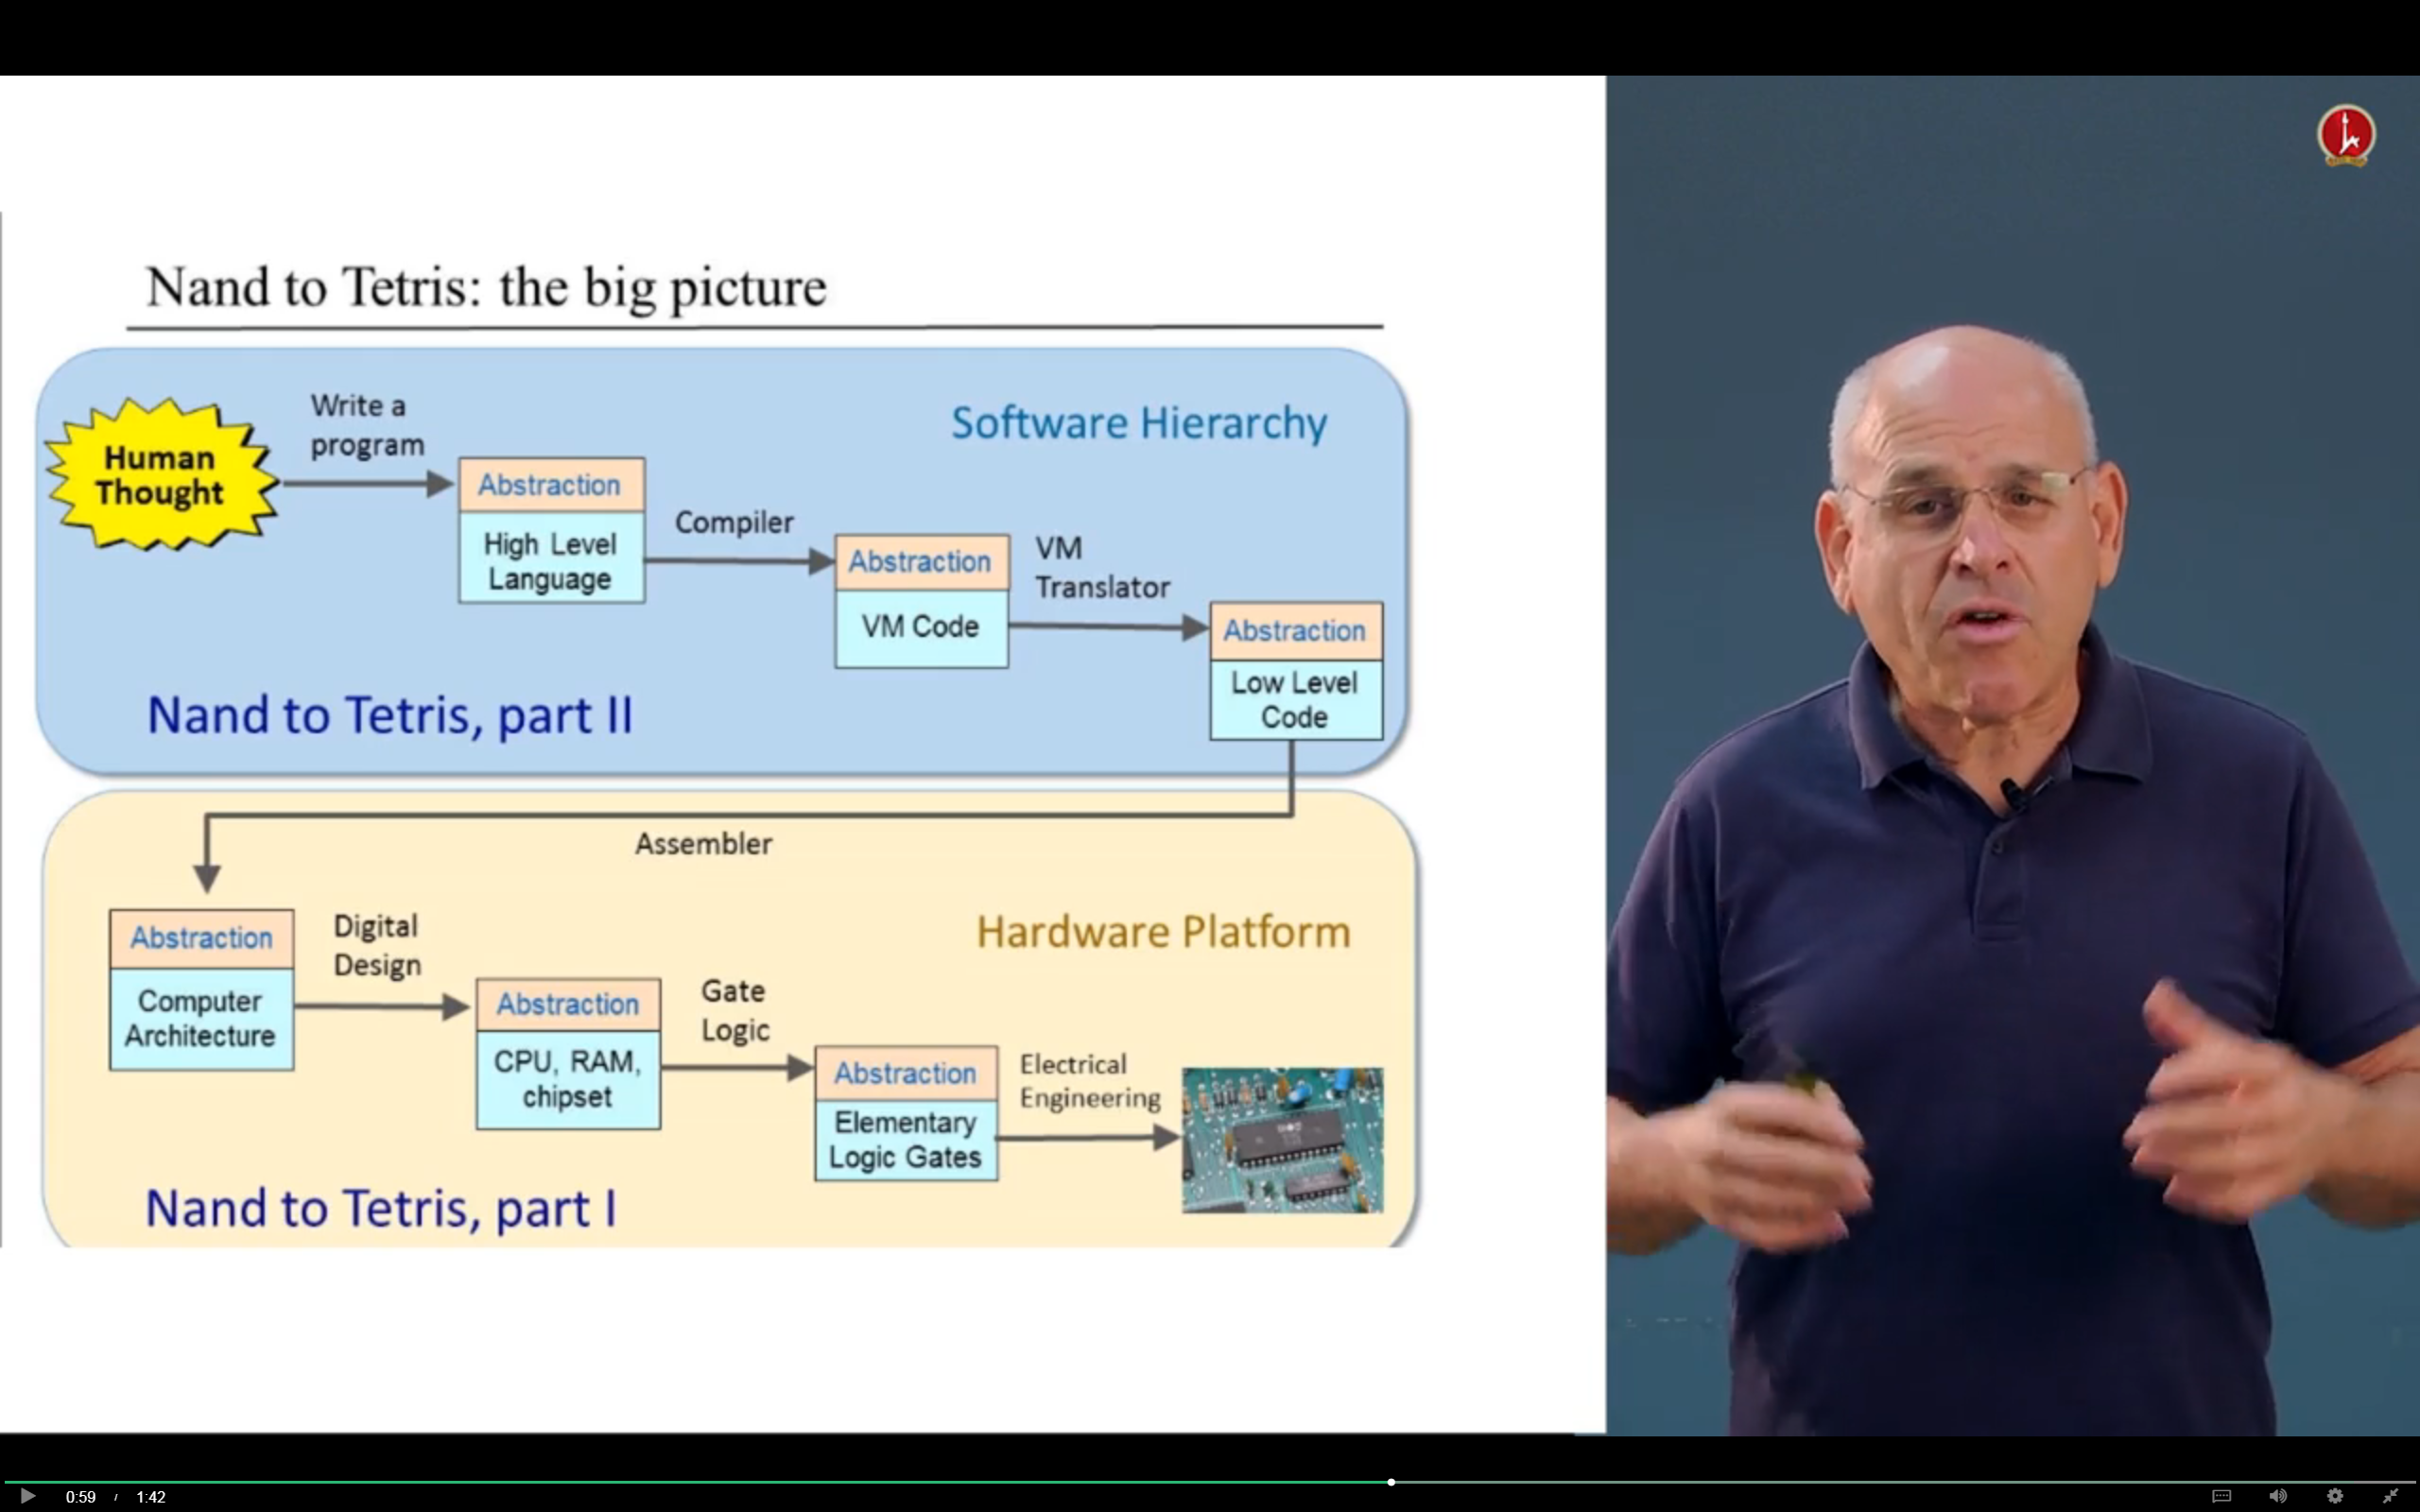 Nand to Tetris: the big picture
Software Hierarchy
Human
Thought
Write a
program
Abstraction
High Level
Language
Compiler
Abstraction
VM Code
VM
Translator
Abstraction
Low Level
Code
Nand to Tetris, part II
Assembler
Hardware Platform
Abstraction
Computer
Architecture
Digital
Design
Abstraction
CPU, RAM,
chipset
Gate
Logic
Abstraction
Elementary
Logic Gates
Electrical
Engineering
Nand to Tetris, part I
0:59 / 1:42